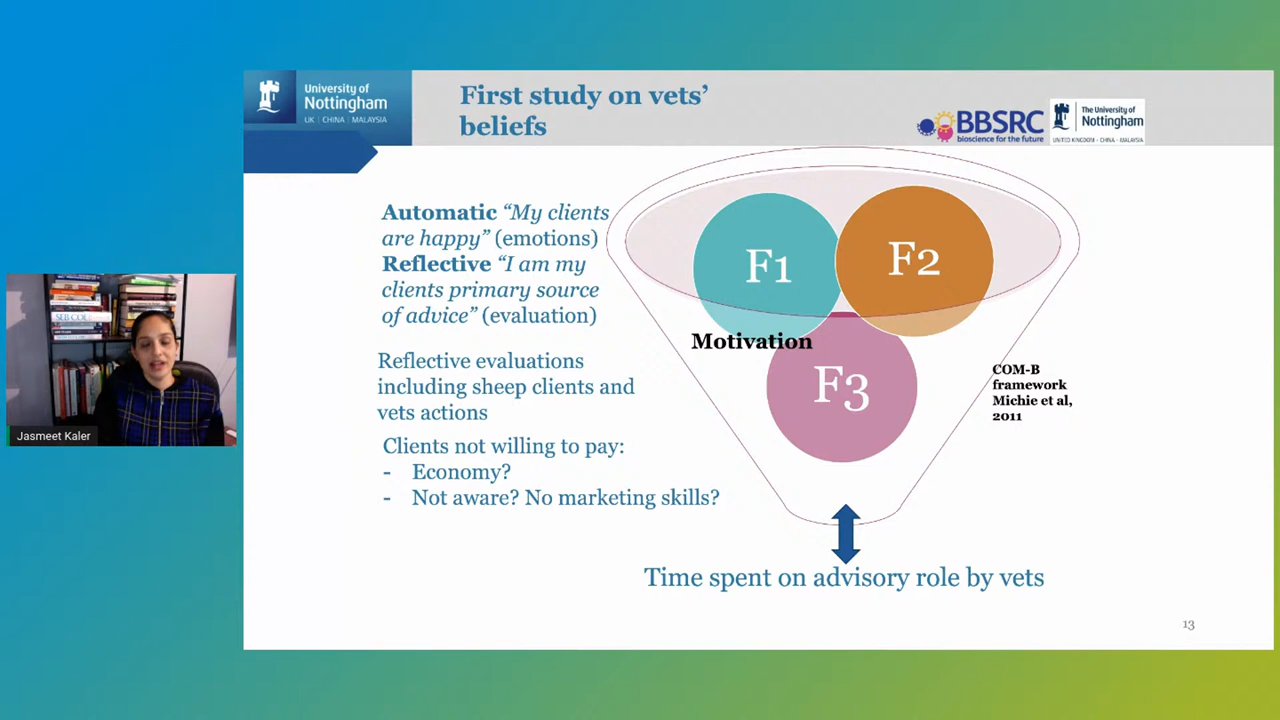 University of
Nottingham
UK | CHINA | MALAYSIA
First study on vets'
beliefs
BBSRC
bioscience for the future
The University of
Nottingham
UNITED KINGDOM · CHINA · MALAYSIA
Automatic “My clients
are happy” (emotions)
Reflective “I am my
clients primary source
of advice” (evaluation)
Reflective evaluations
including sheep clients and
vets actions
Clients not willing to pay:
- Economy?
- Not aware? No marketing skills?
F1
F2
Motivation
F3
COM-B
framework
Michie et al,
2011
Time spent on advisory role by vets
13
SEB COE
Jasmeet Kaler